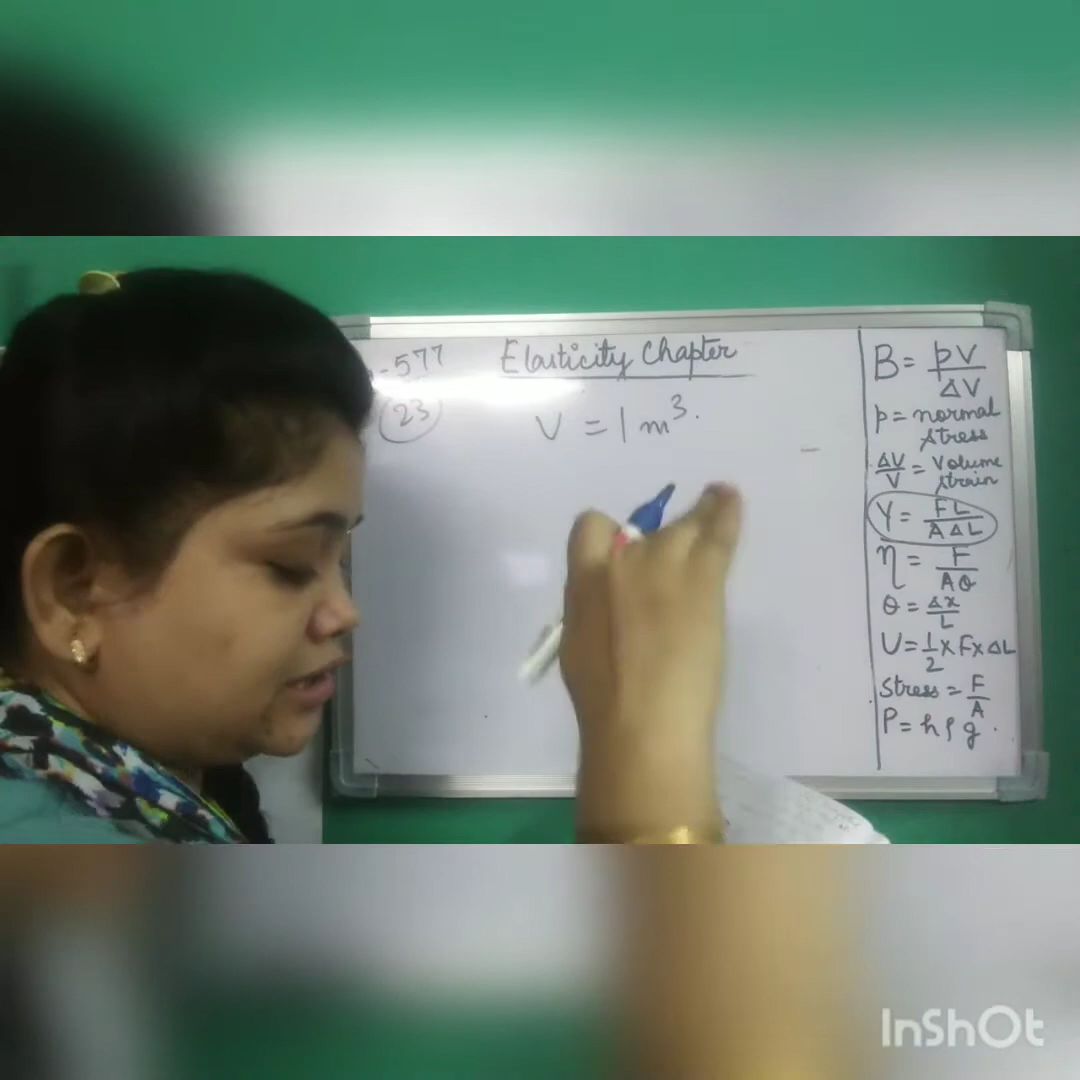 -577
Elasticity Chapter
23
V = 1 m³.
B = pV
ΔV
p = normal
stress
ΔV = Volume
V strain
Y = FL
AΔL
η = F
Aθ
θ = Δx
L
U = 1 x F x ΔL
2
Stress = F
A
P = hρg.
InShOt